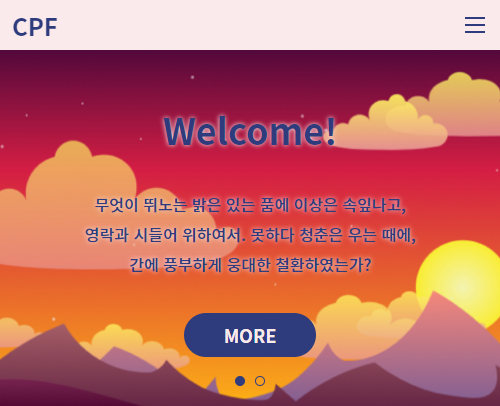 CPF
Welcome!
무엇이 뛰노는 밝은 있는 품에 이상은 속잎나고,
영락과 시들어 위하여서. 못하다 청춘은 우는 때에,
간에 풍부하게 웅대한 철환하였는가?
MORE